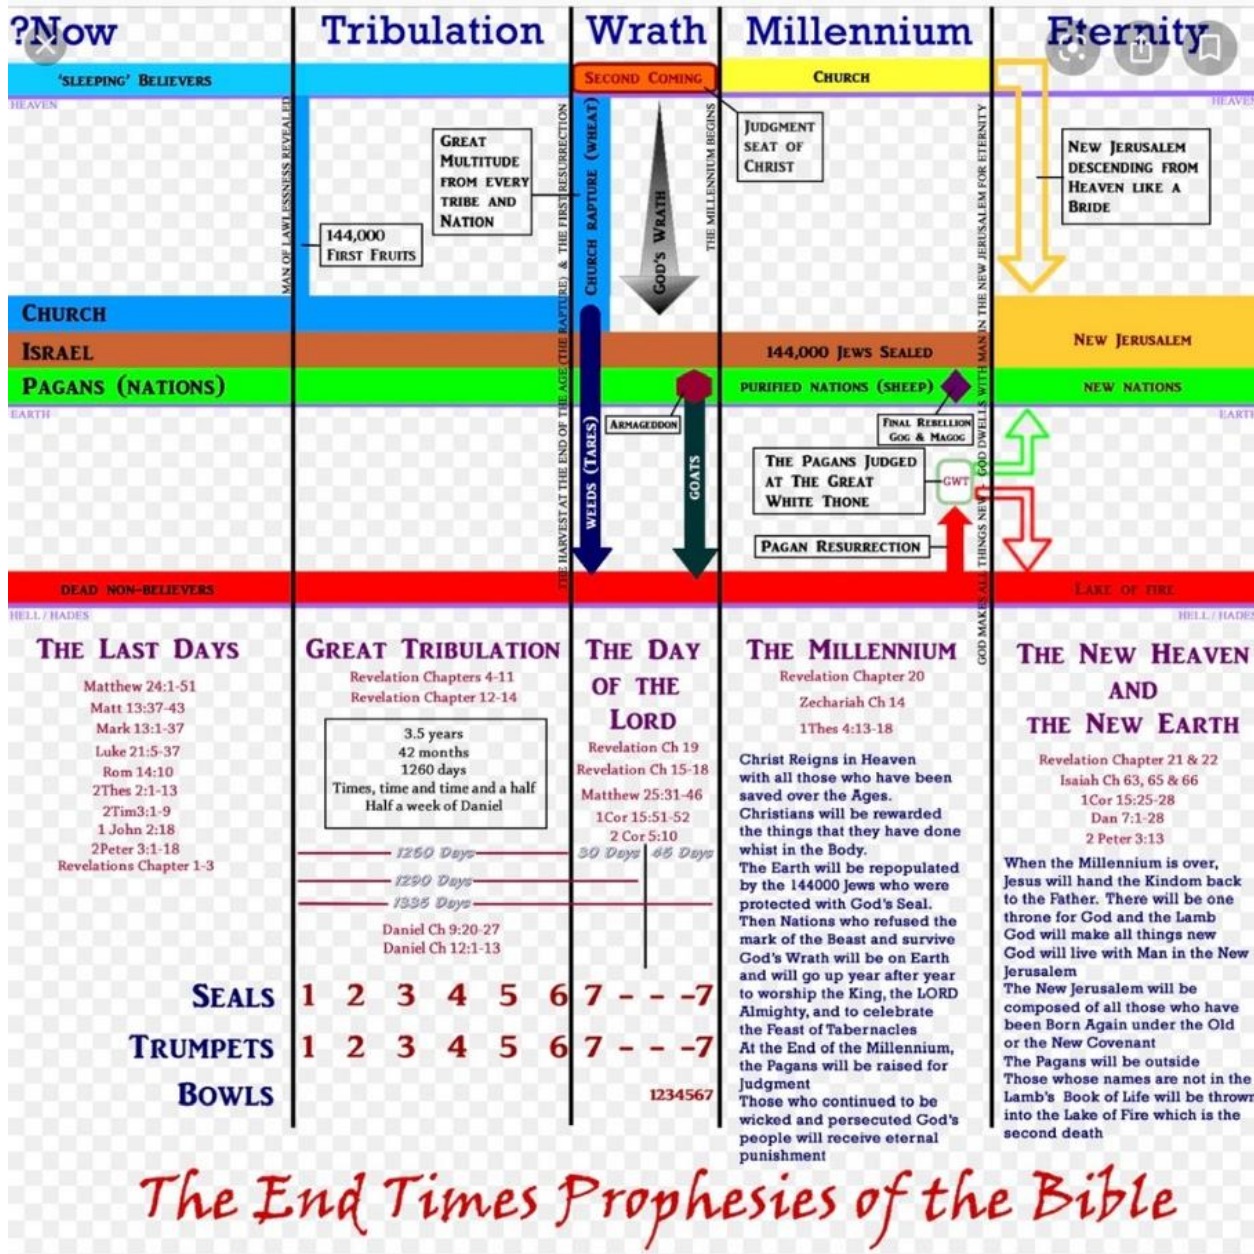 ?Now
Tribulation
Wrath
Millennium
Eternity
'Sleeping' Believers
Second Coming
Church
Heaven
Heaven
Man of Lawlessness Revealed
144,000
First Fruits
Great
Multitude
from every
tribe and
Nation
The Harvest at the End of the Age (The Rapture) & The First Resurrection
Church Rapture (Wheat)
God's Wrath
The Millennium Begins
Judgment
seat of
Christ
God makes all things new - God dwells with man in the New Jerusalem for eternity
New Jerusalem
descending from
Heaven like a
Bride
Church
Israel
144,000 Jews Sealed
New Jerusalem
Pagans (Nations)
Purified Nations (Sheep)
New Nations
Earth
Earth
Weeds (Tares)
Armageddon
Goats
Final Rebellion
Gog & Magog
The Pagans Judged
at The Great
White Thone
GWT
Pagan Resurrection
Dead non-believers
Lake of fire
Hell / Hades
Hell / Hades
The Last Days
Matthew 24:1-51
Matt 13:37-43
Mark 13:1-37
Luke 21:5-37
Rom 14:10
2Thes 2:1-13
2Tim3:1-9
1 John 2:18
2Peter 3:1-18
Revelations Chapter 1-3
Great Tribulation
Revelation Chapters 4-11
Revelation Chapter 12-14
3.5 years
42 months
1260 days
Times, time and time and a half
Half a week of Daniel
1260 Days
1290 Days
1335 Days
Daniel Ch 9:20-27
Daniel Ch 12:1-13
The Day
of the
Lord
Revelation Ch 19
Revelation Ch 15-18
Matthew 25:31-46
1Cor 15:51-52
2 Cor 5:10
30 Days
45 Days
The Millennium
Revelation Chapter 20
Zechariah Ch 14
1Thes 4:13-18
Christ Reigns in Heaven
with all those who have been
saved over the Ages.
Christians will be rewarded
the things that they have done
whist in the Body.
The Earth will be repopulated
by the 144000 Jews who were
protected with God's Seal.
Then Nations who refused the
mark of the Beast and survive
God's Wrath will be on Earth
and will go up year after year
to worship the King, the LORD
Almighty, and to celebrate
the Feast of Tabernacles
At the End of the Millennium,
the Pagans will be raised for
Judgment
Those who continued to be
wicked and persecuted God's
people will receive eternal
punishment
The New Heaven
and
the New Earth
Revelation Chapter 21 & 22
Isaiah Ch 63, 65 & 66
1Cor 15:25-28
Dan 7:1-28
2 Peter 3:13
When the Millennium is over,
Jesus will hand the Kindom back
to the Father. There will be one
throne for God and the Lamb
God will make all things new
God will live with Man in the New
Jerusalem
The New Jerusalem will be
composed of all those who have
been Born Again under the Old
or the New Covenant
The Pagans will be outside
Those whose names are not in the
Lamb's Book of Life will be thrown
into the Lake of Fire which is the
second death
Seals 1 2 3 4 5 6 7 - - -7
Trumpets 1 2 3 4 5 6 7 - - -7
Bowls 1234567
The End Times Prophesies of the Bible